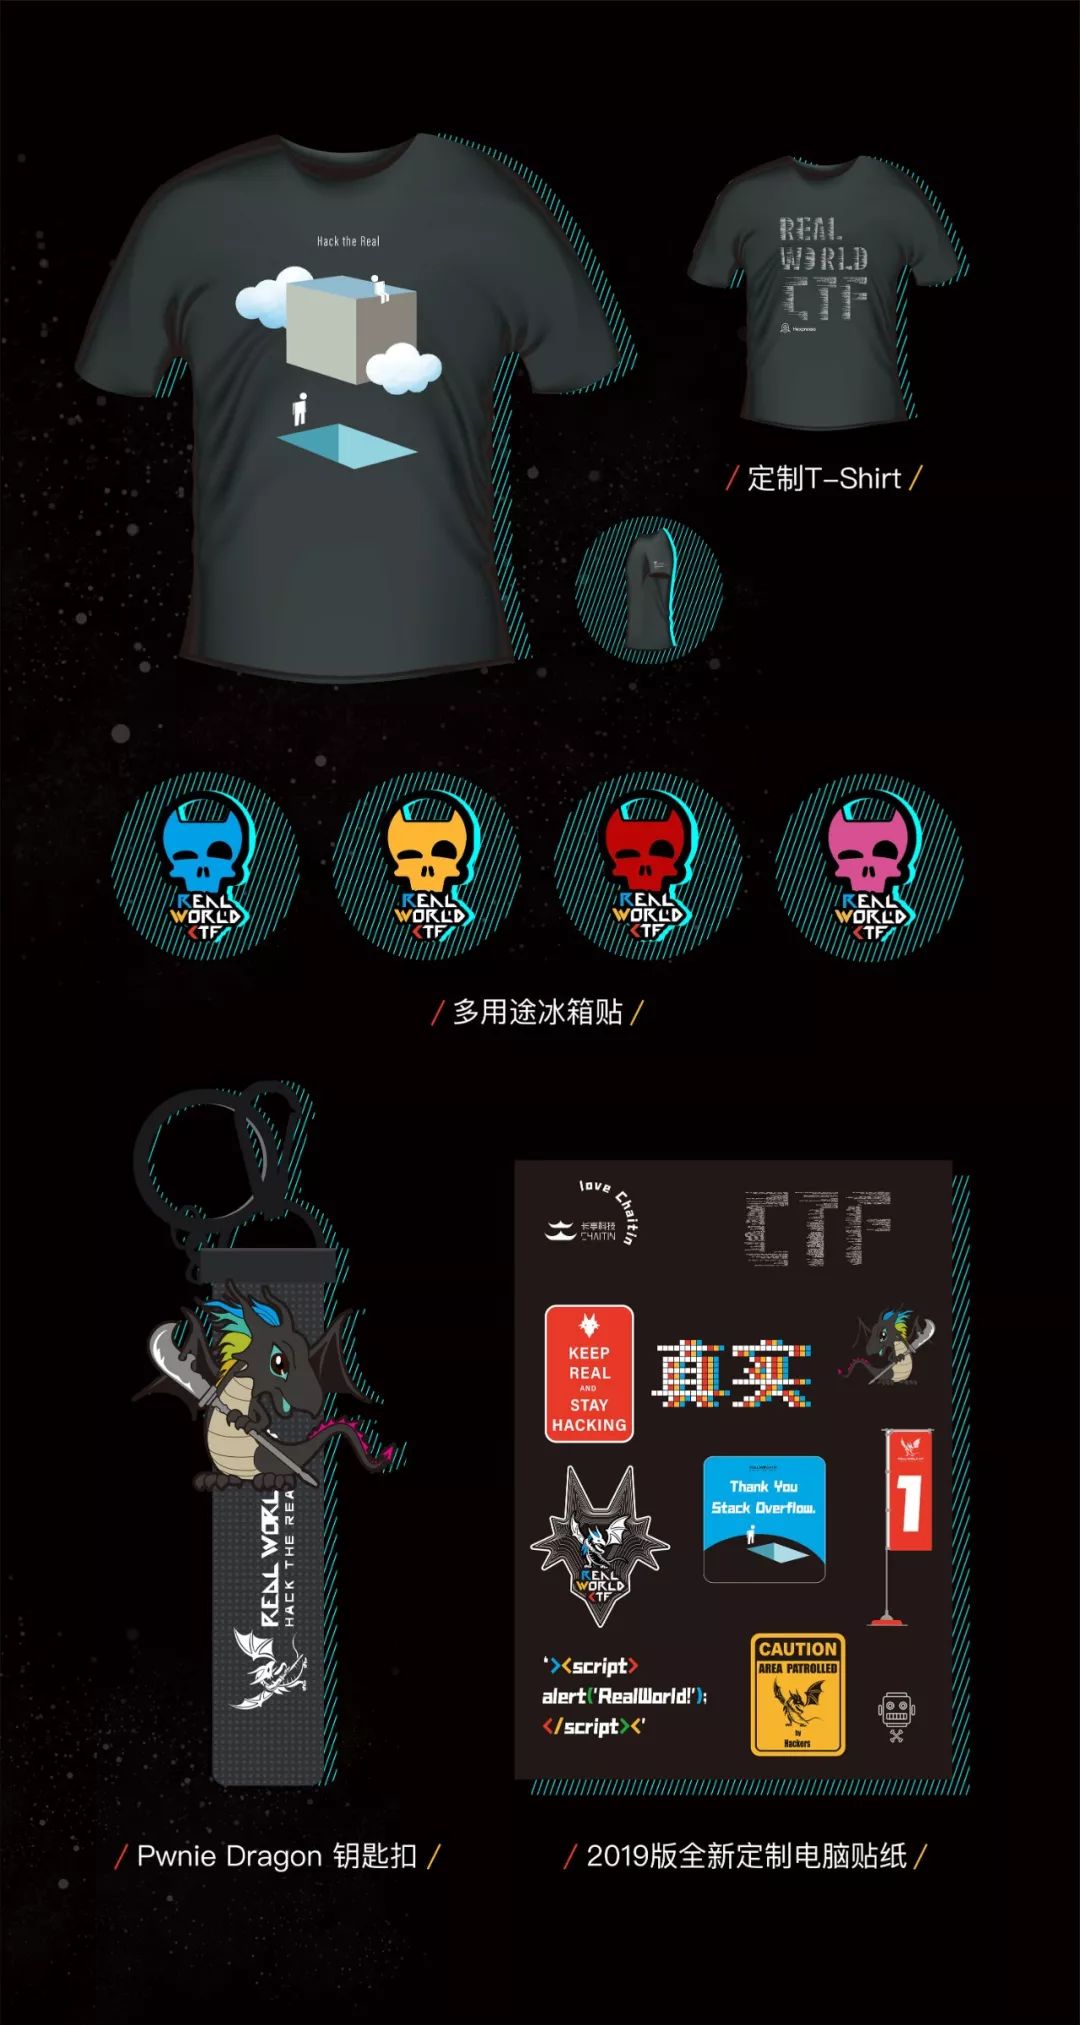 Hack the Real
REAL
WORLD
CTF
/ 定制T-Shirt /
REAL
WORLD
CTF
REAL
WORLD
CTF
REAL
WORLD
CTF
REAL
WORLD
CTF
/ 多用途冰箱贴 /
REAL WORL
HACK THE REA
love Chaitin
长亭科技
CHAITIN
CTF
KEEP
REAL
AND
STAY
HACKING
真实
1
Thank You
Stack Overflow.
REAL
WORLD
CTF
'><script>
alert('RealWorld!');
</script><'
CAUTION
AREA PATROLLED
by
Hackers
/ Pwnie Dragon 钥匙扣 /
/ 2019版全新定制电脑贴纸 /